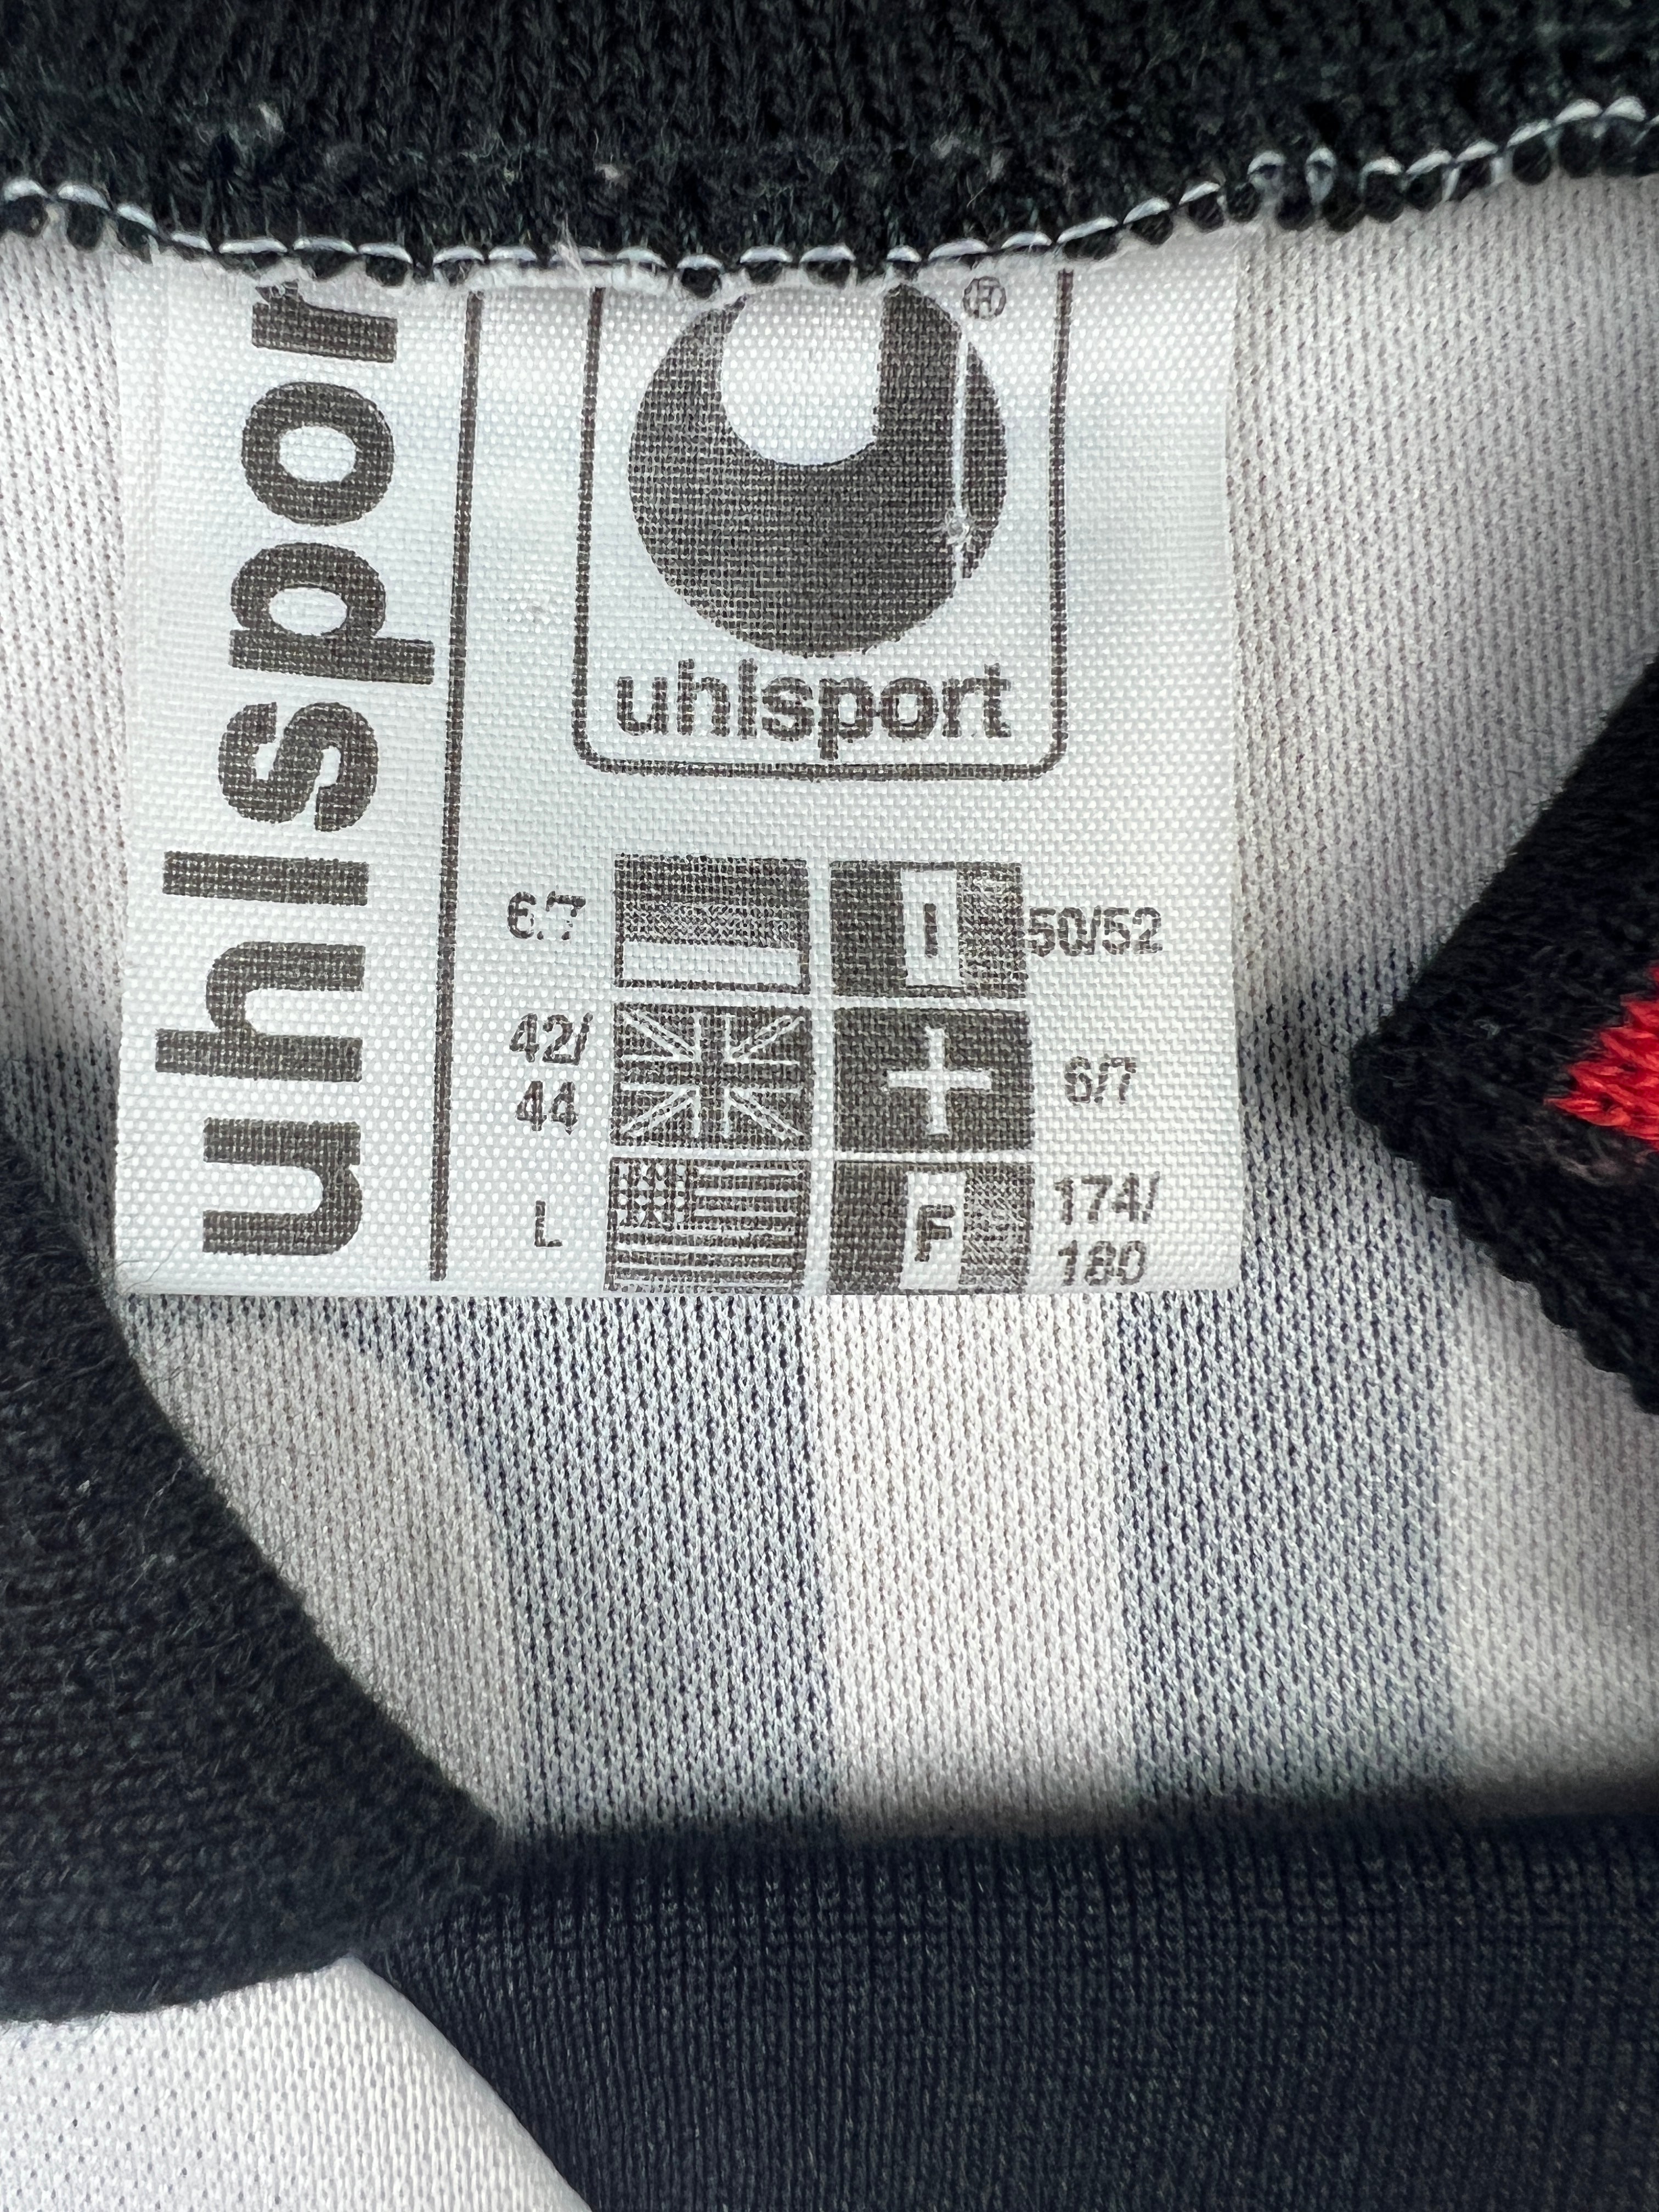 uhlspor
®
uhlsport
6/7
I
50/52
42/
44
6/7
L
F
174/
180